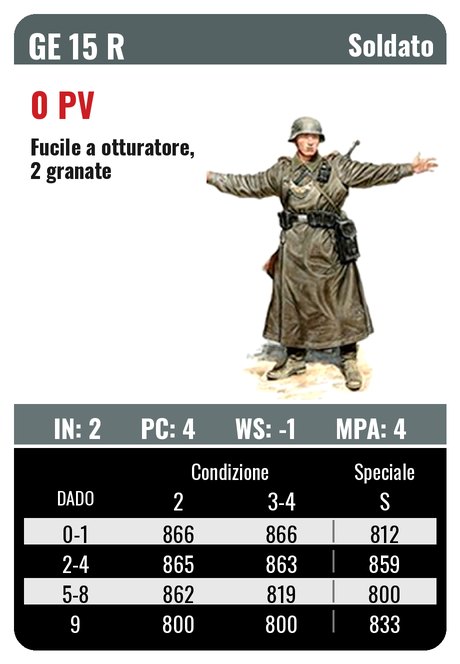 GE 15 R Soldato
0 PV
Fucile a otturatore,
2 granate
IN: 2 PC: 4 WS: -1 MPA: 4
Condizione Speciale
DADO 2 3-4 S
0-1 866 866 812
2-4 865 863 859
5-8 862 819 800
9 800 800 833